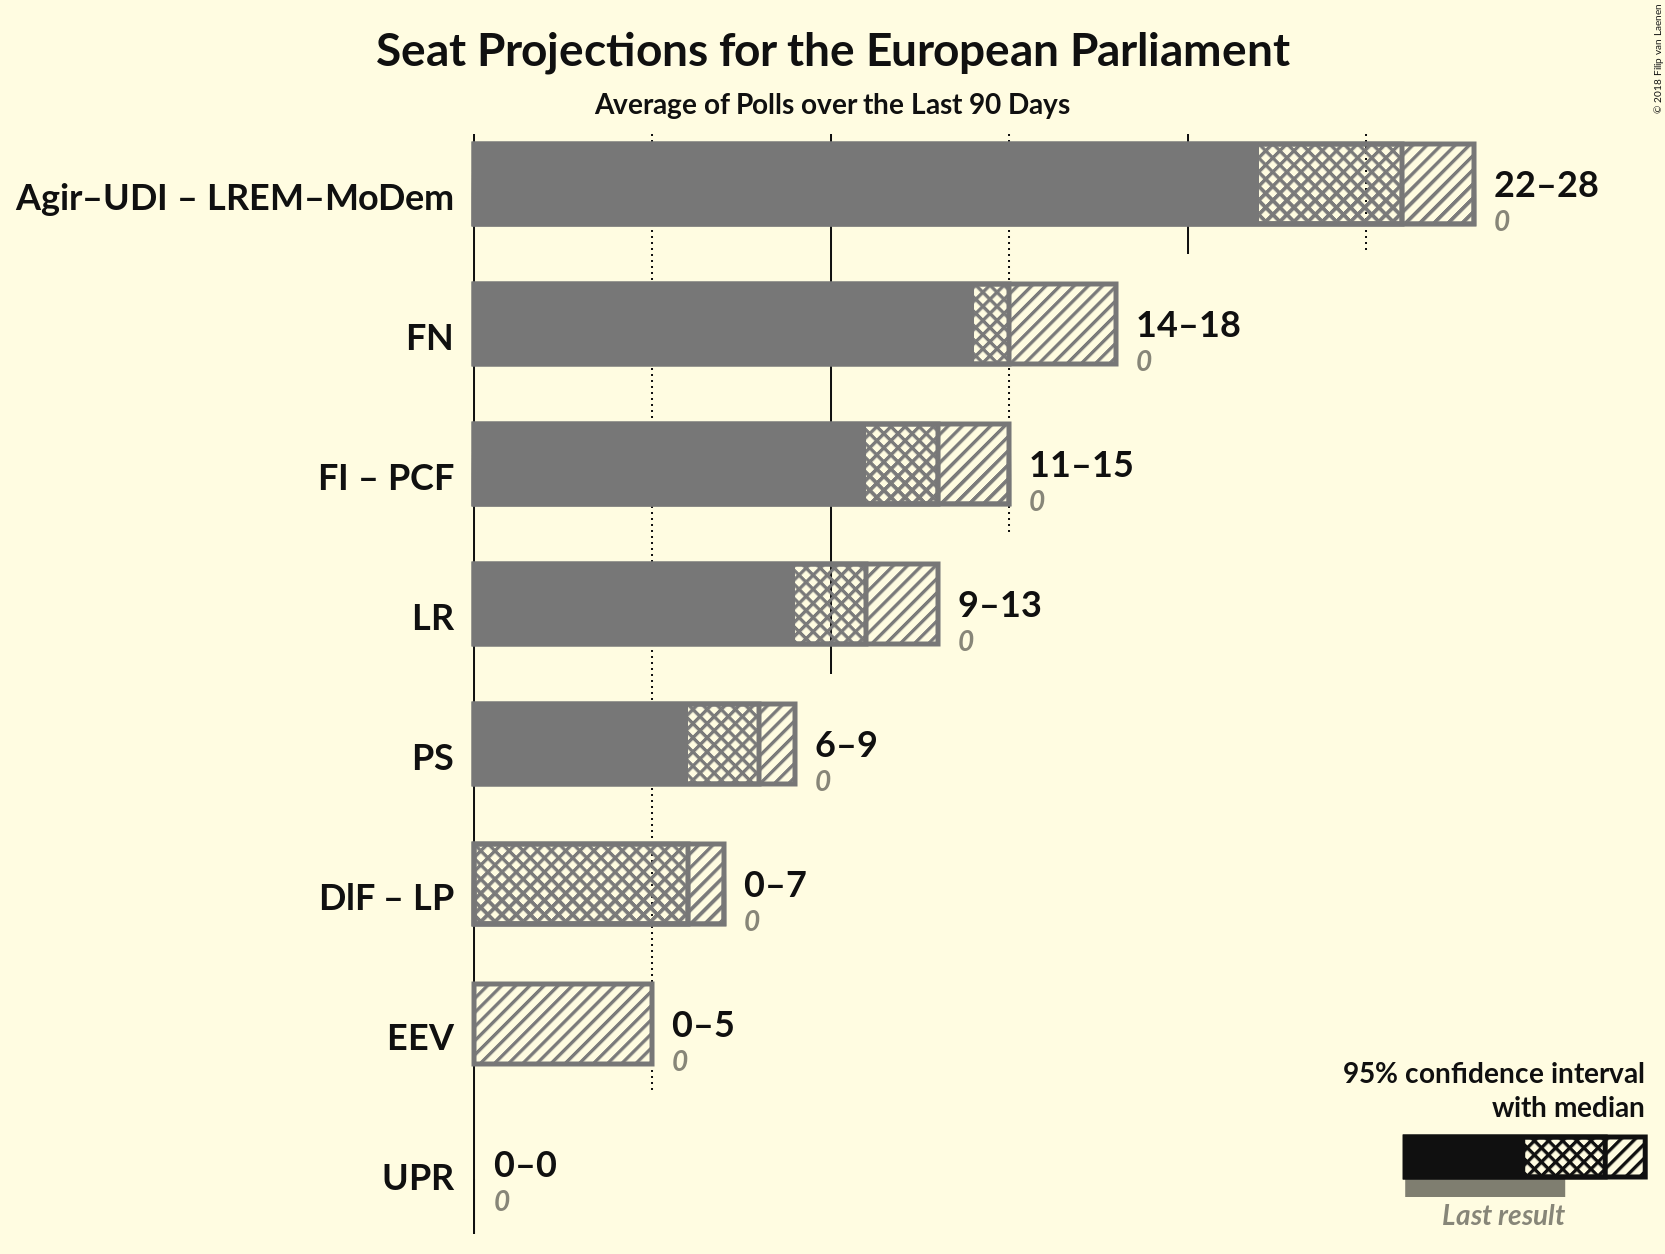 Seat Projections for the European Parliament
Average of Polls over the Last 90 Days
© 2018 Filip van Laenen
Agir–UDI – LREM–MoDem
22–28
0
FN
14–18
0
FI – PCF
11–15
0
LR
9–13
0
PS
6–9
0
DlF – LP
0–7
0
EEV
0–5
0
UPR
0–0
0
95% confidence interval
with median
Last result